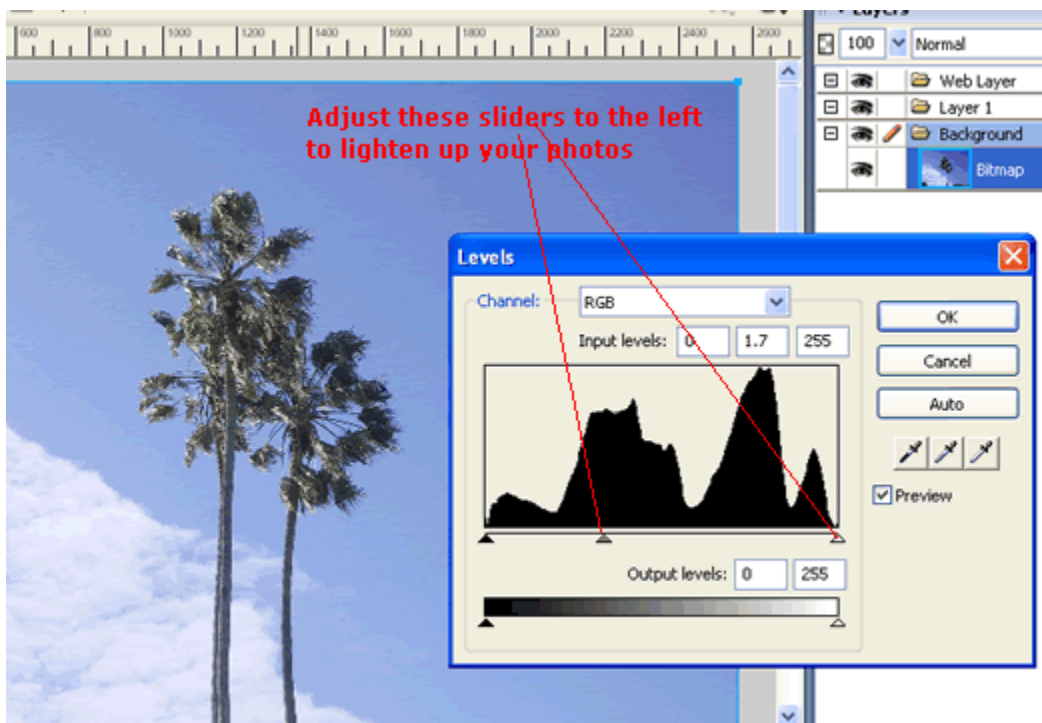 600 800 1000 1200 1400 1600 1800 2000 2200 2400 2600
Layers
100 Normal
Web Layer
Layer 1
Background
Bitmap
Adjust these sliders to the left
to lighten up your photos
Levels
Channel: RGB
Input levels: 0 1.7 255
Output levels: 0 255
OK
Cancel
Auto
Preview